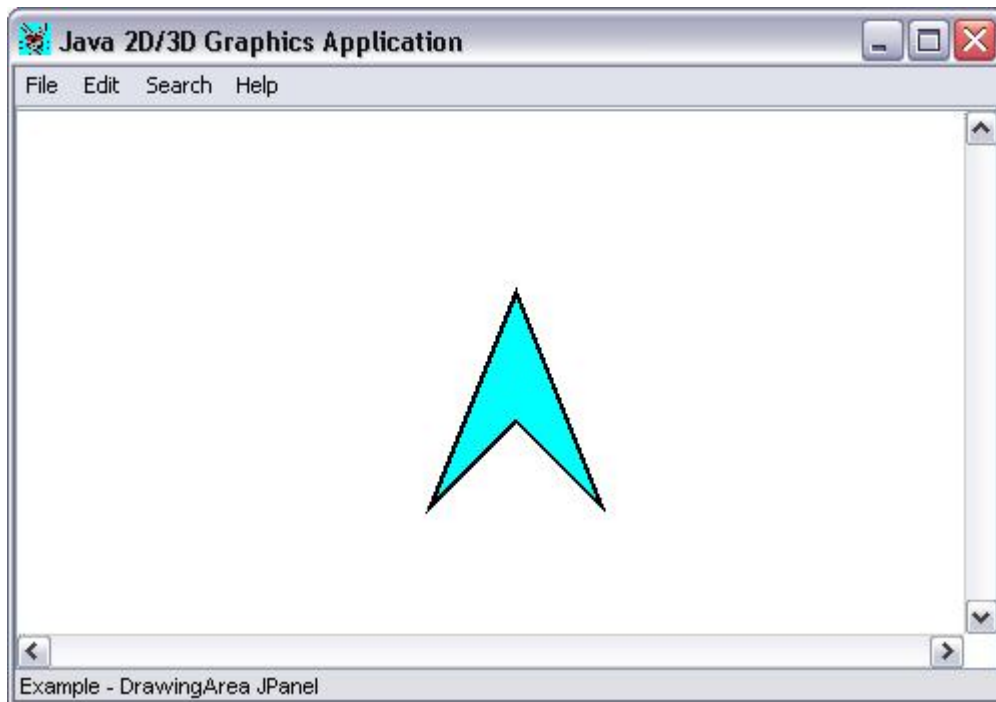 Java 2D/3D Graphics Application
File Edit Search Help
Example - DrawingArea JPanel